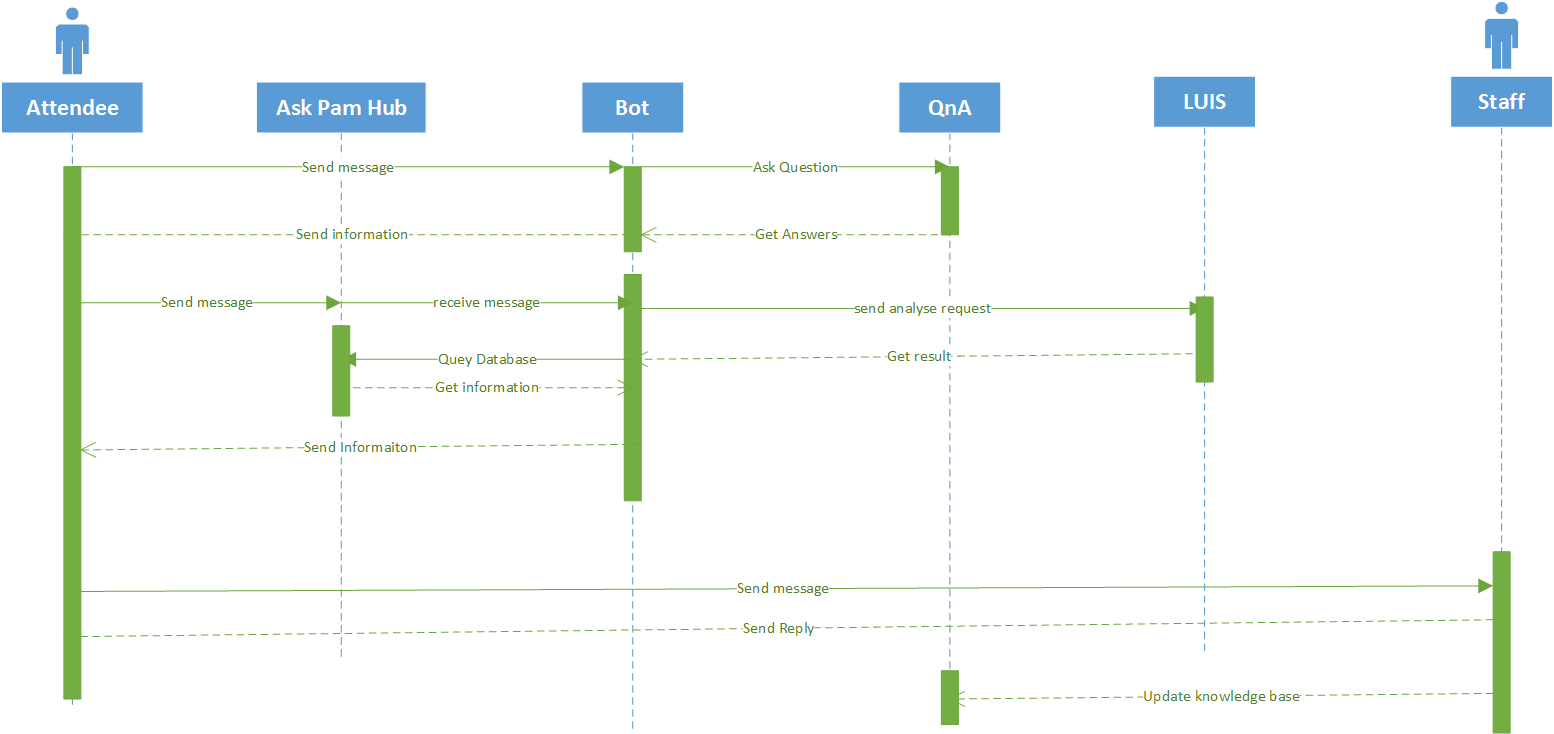 Attendee
Ask Pam Hub
Bot
QnA
LUIS
Staff
Send message
Ask Question
Send information
Get Answers
Send message
receive message
send analyse request
Quey Database
Get result
Get information
Send Informaiton
Send message
Send Reply
Update knowledge base